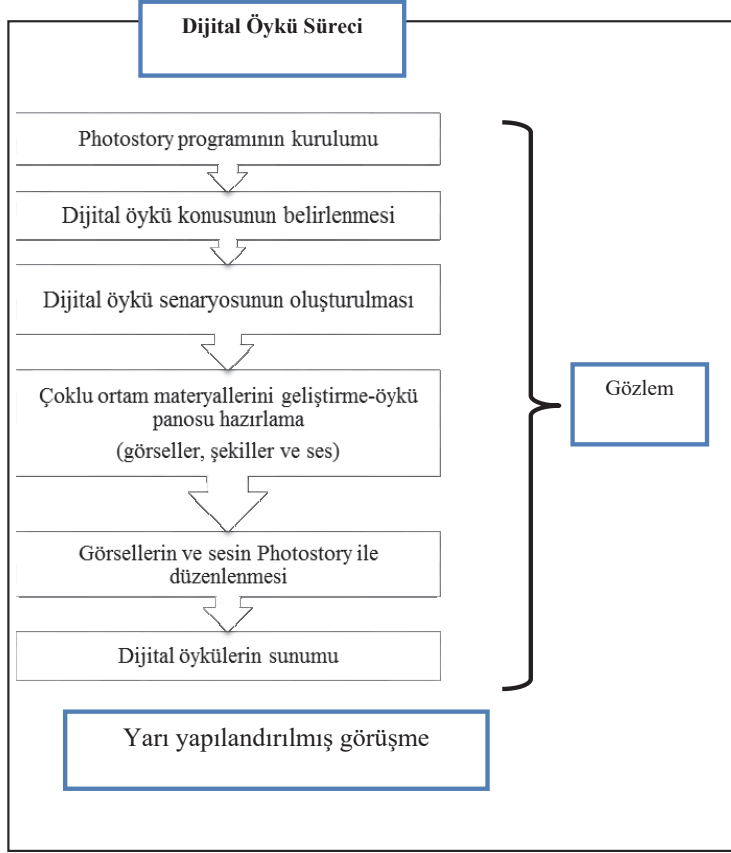 Dijital Öykü Süreci
Photostory programının kurulumu
Dijital öykü konusunun belirlenmesi
Dijital öykü senaryosunun oluşturulması
Çoklu ortam materyallerini geliştirme-öykü
panosu hazırlama
(görseller, şekiller ve ses)
Görsellerin ve sesin Photostory ile
düzenlenmesi
Dijital öykülerin sunumu
Gözlem
Yarı yapılandırılmış görüşme